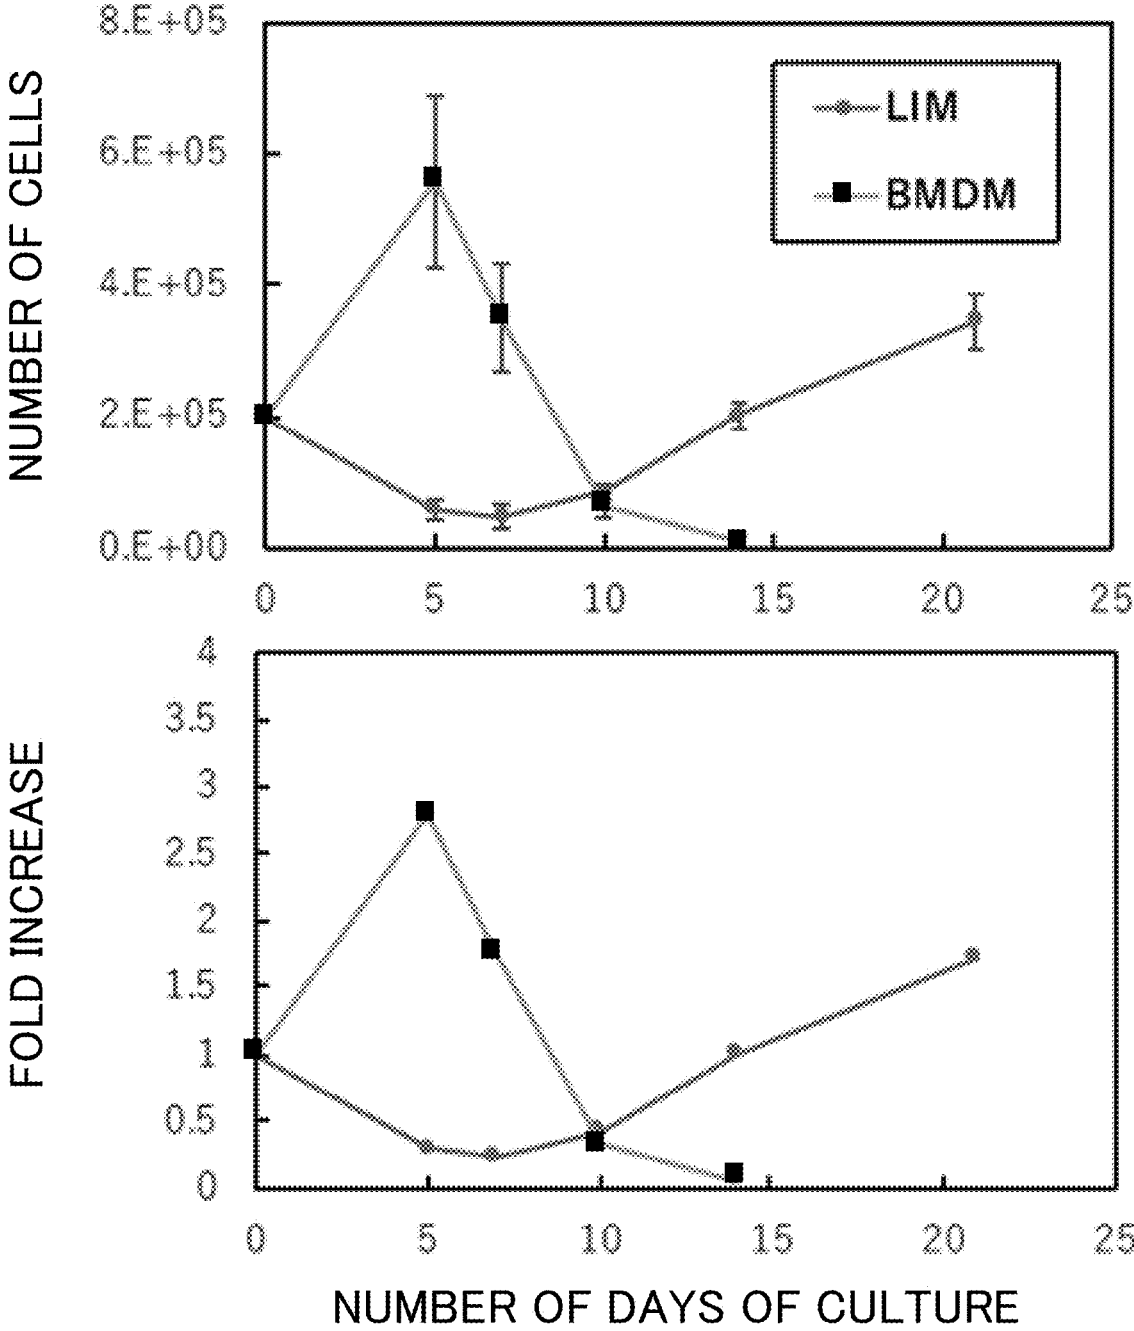 NUMBER OF CELLS
8.E+05
6.E+05
4.E+05
2.E+05
0.E+00
LIM
BMDM
0 5 10 15 20 25
FOLD INCREASE
4
3.5
3
2.5
2
1.5
1
0.5
0
0 5 10 15 20 25
NUMBER OF DAYS OF CULTURE